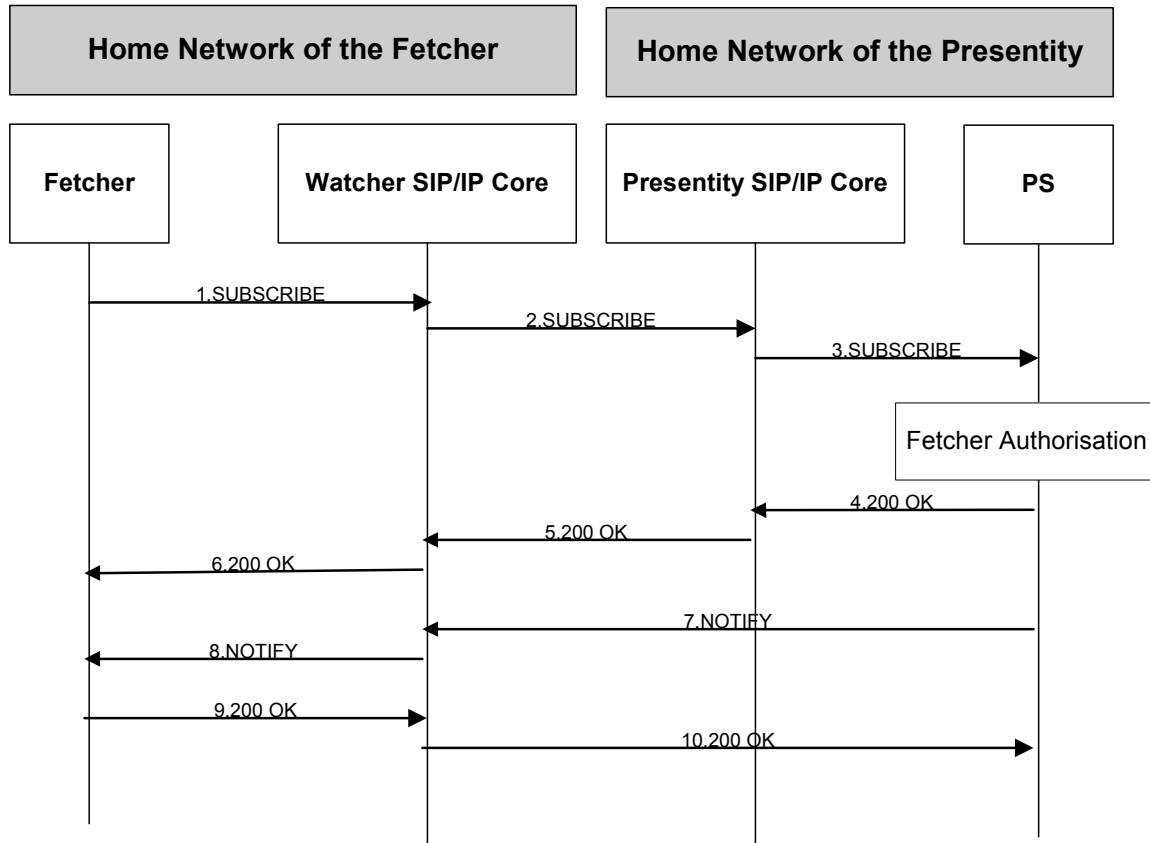 Home Network of the Fetcher
Home Network of the Presentity
Fetcher
Watcher SIP/IP Core
Presentity SIP/IP Core
PS
1.SUBSCRIBE
2.SUBSCRIBE
3.SUBSCRIBE
Fetcher Authorisation
4.200 OK
5.200 OK
6.200 OK
7.NOTIFY
8.NOTIFY
9.200 OK
10.200 OK